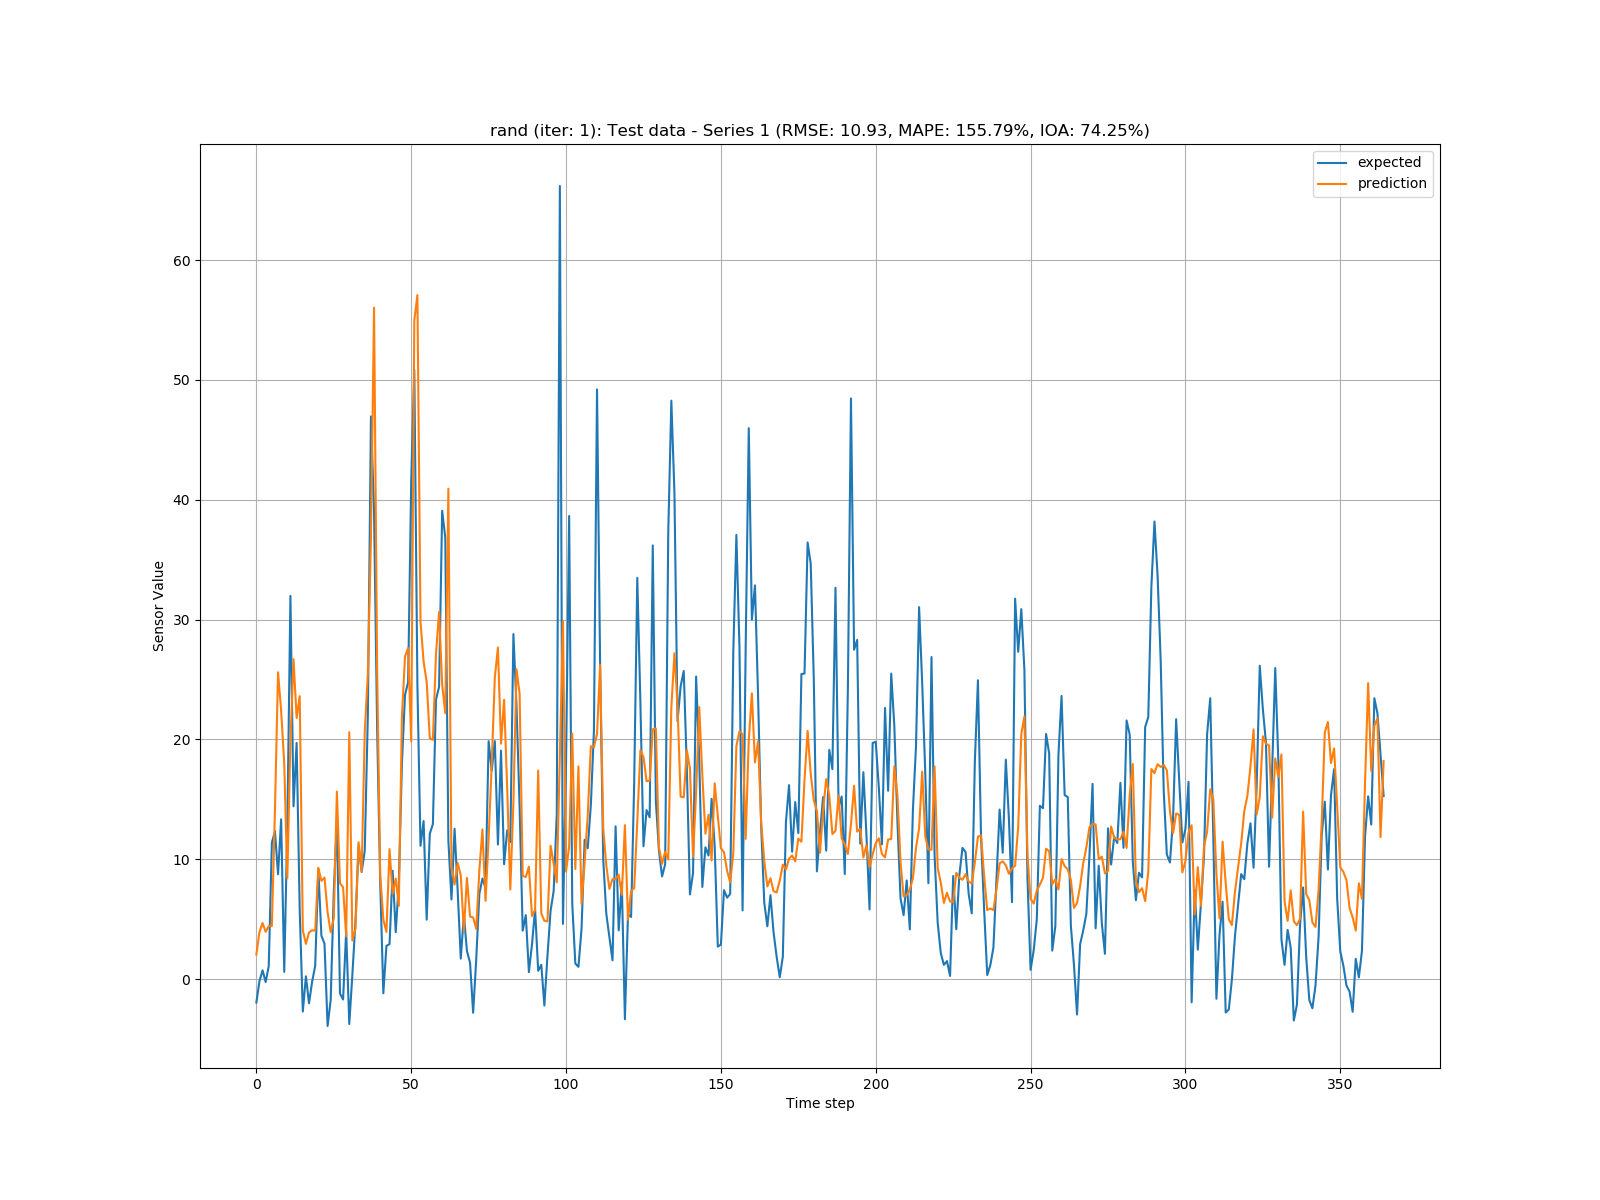 rand (iter: 1): Test data - Series 1 (RMSE: 10.93, MAPE: 155.79%, IOA: 74.25%)
expected
prediction
60
50
40
30
20
10
0
Sensor Value
0 50 100 150 200 250 300 350
Time step